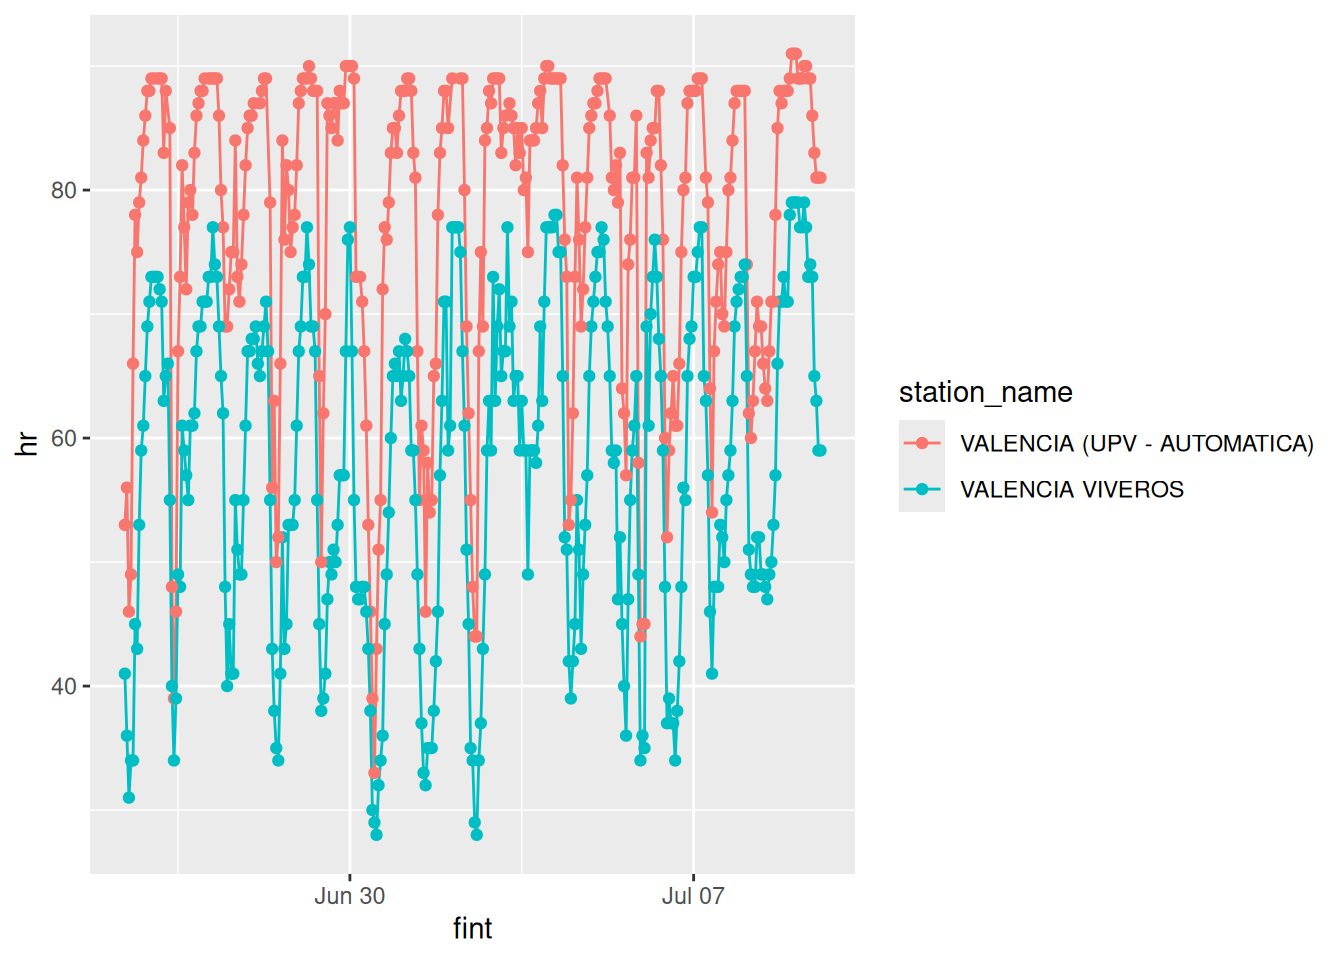 80
60
40
hr
Jun 30
Jul 07
fint
station_name
VALENCIA (UPV - AUTOMATICA)
VALENCIA VIVEROS